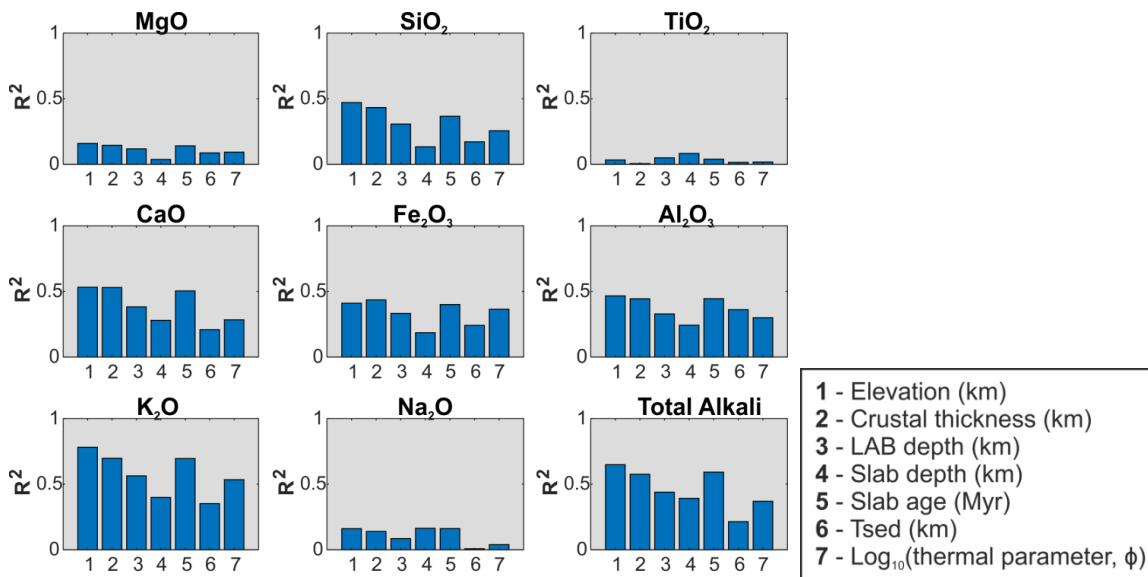 MgO
SiO₂
TiO₂
1
0.5
0
R²
1 2 3 4 5 6 7
1
0.5
0
R²
1 2 3 4 5 6 7
1
0.5
0
R²
1 2 3 4 5 6 7
CaO
Fe₂O₃
Al₂O₃
1
0.5
0
R²
1 2 3 4 5 6 7
1
0.5
0
R²
1 2 3 4 5 6 7
1
0.5
0
R²
1 2 3 4 5 6 7
K₂O
Na₂O
Total Alkali
1
0.5
0
R²
1 2 3 4 5 6 7
1
0.5
0
R²
1 2 3 4 5 6 7
1
0.5
0
R²
1 2 3 4 5 6 7
1 - Elevation (km)
2 - Crustal thickness (km)
3 - LAB depth (km)
4 - Slab depth (km)
5 - Slab age (Myr)
6 - Tsed (km)
7 - Log₁₀(thermal parameter, ϕ)